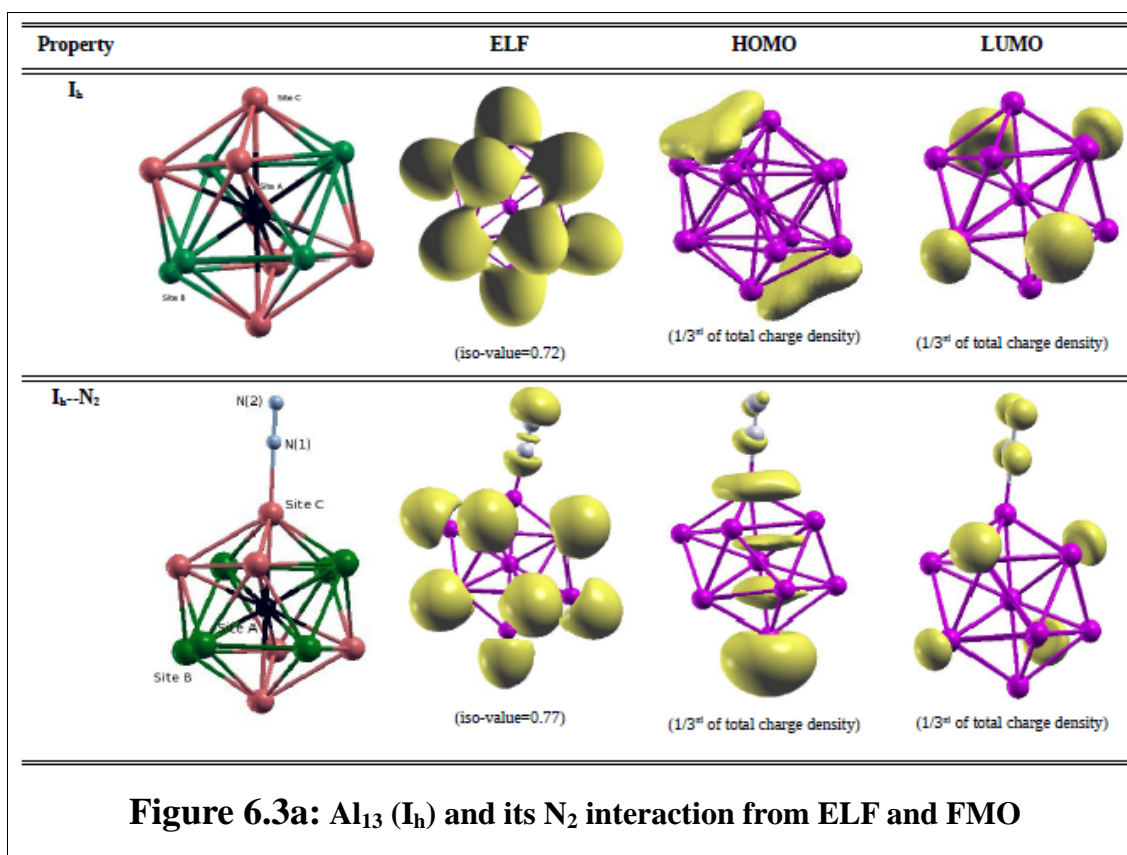 Property ELF HOMO LUMO
Iₕ
Site C
Site A
Site B
(iso-value=0.72) (1/3ʳᵈ of total charge density) (1/3ʳᵈ of total charge density)
Iₕ--N₂
N(2)
N(1)
Site C
Site A
Site B
(iso-value=0.77) (1/3ʳᵈ of total charge density) (1/3ʳᵈ of total charge density)
Figure 6.3a: Al₁₃ (Iₕ) and its N₂ interaction from ELF and FMO